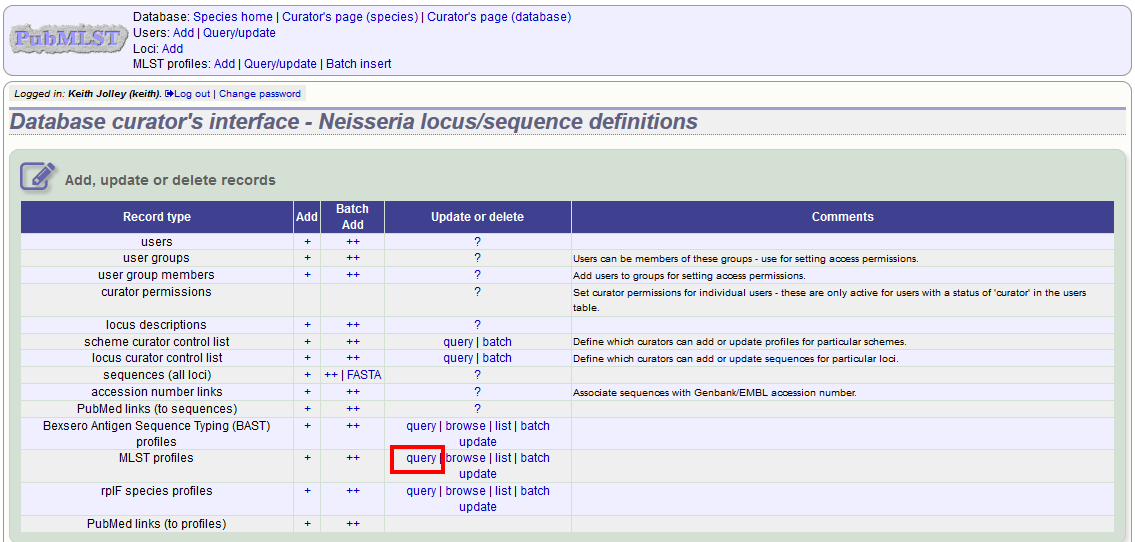 PubMLST
Database: Species home | Curator's page (species) | Curator's page (database)
Users: Add | Query/update
Loci: Add
MLST profiles: Add | Query/update | Batch insert
Logged in: Keith Jolley (keith). Log out | Change password
Database curator's interface - Neisseria locus/sequence definitions
Add, update or delete records
Record type Add Batch Add Update or delete Comments
users + ++ ?
user groups + ++ ? Users can be members of these groups - use for setting access permissions.
user group members + ++ ? Add users to groups for setting access permissions.
curator permissions ? Set curator permissions for individual users - these are only active for users with a status of 'curator' in the users
table.
locus descriptions + ++ ?
scheme curator control list + ++ query | batch Define which curators can add or update profiles for particular schemes.
locus curator control list + ++ query | batch Define which curators can add or update sequences for particular loci.
sequences (all loci) + ++ | FASTA ?
accession number links + ++ ? Associate sequences with Genbank/EMBL accession number.
PubMed links (to sequences) + ++ ?
Bexsero Antigen Sequence Typing (BAST) + ++ query | browse | list | batch
profiles update
MLST profiles + ++ query | browse | list | batch
update
rplF species profiles + ++ query | browse | list | batch
update
PubMed links (to profiles) + ++